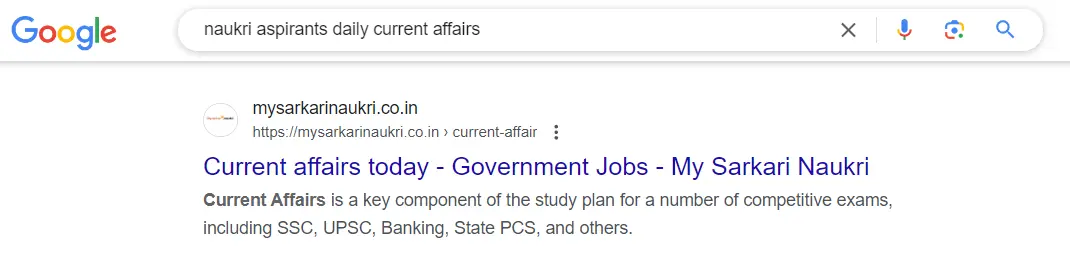 Google
naukri aspirants daily current affairs
mysarkarinaukri.co.in
https://mysarkarinaukri.co.in › current-affair
Current affairs today - Government Jobs - My Sarkari Naukri
Current Affairs is a key component of the study plan for a number of competitive exams,
including SSC, UPSC, Banking, State PCS, and others.